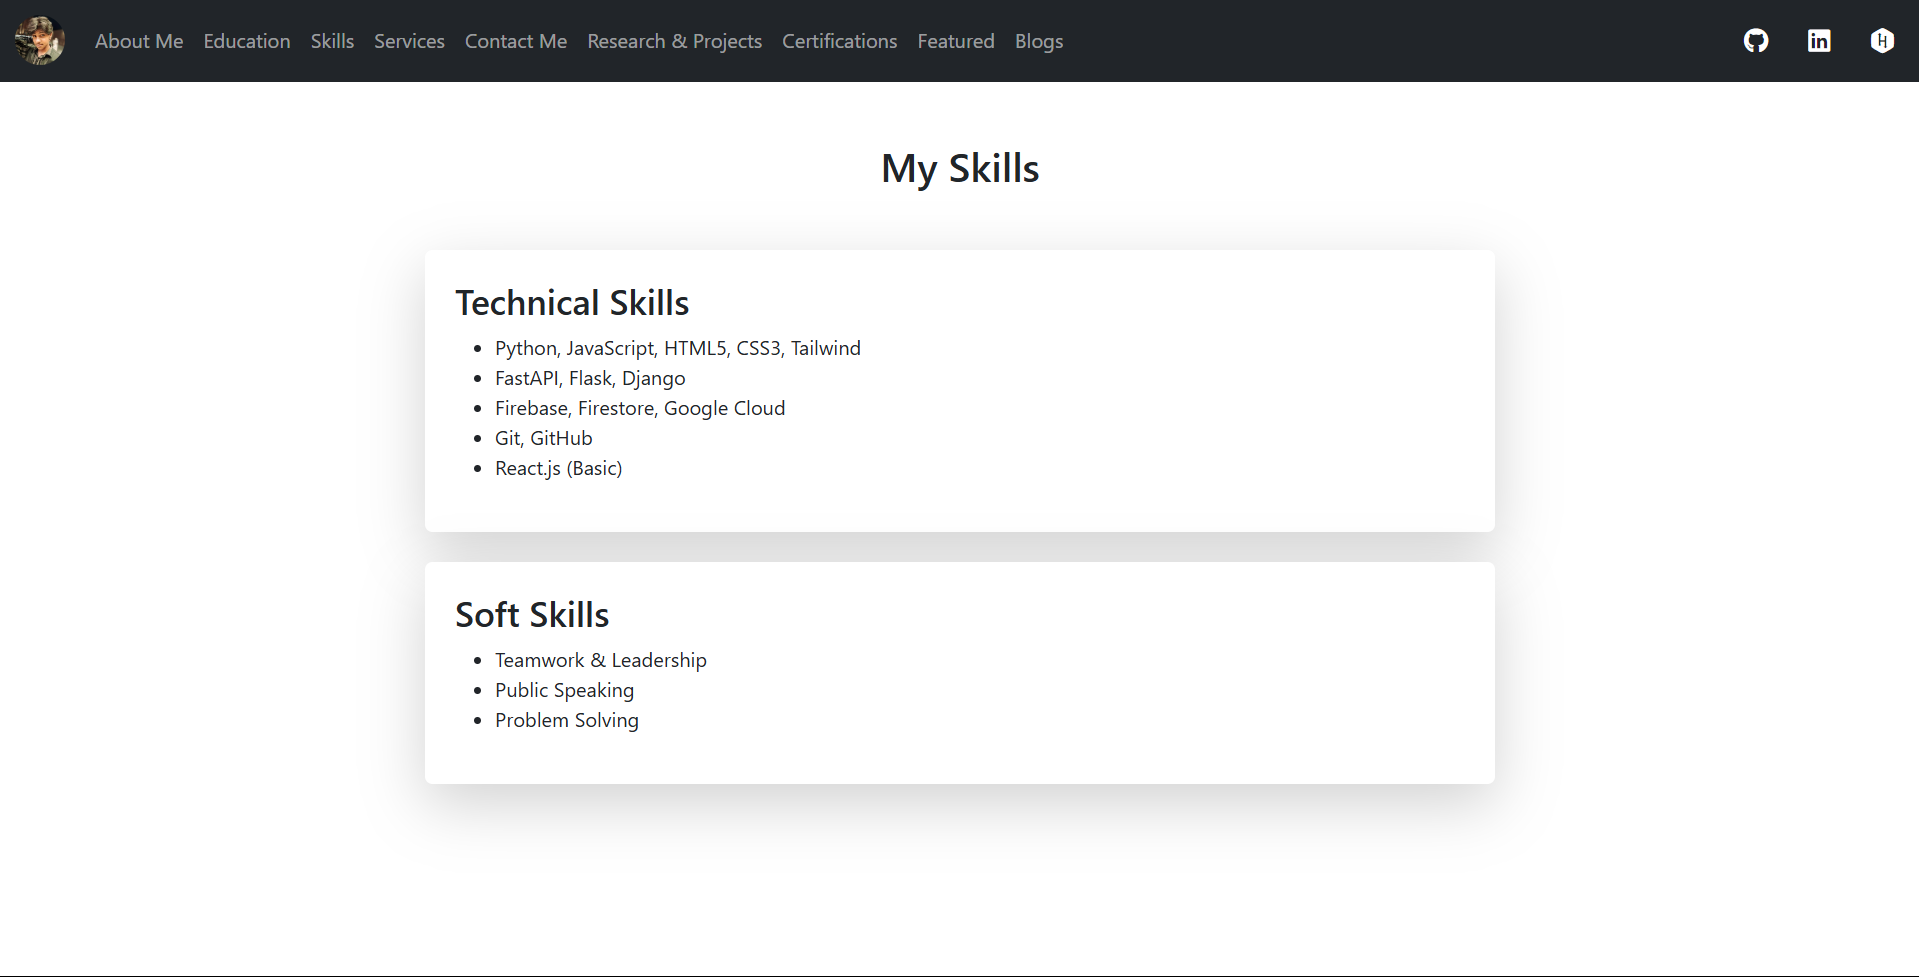 About Me Education Skills Services Contact Me Research & Projects Certifications Featured Blogs
My Skills
Technical Skills
Python, JavaScript, HTML5, CSS3, Tailwind
FastAPI, Flask, Django
Firebase, Firestore, Google Cloud
Git, GitHub
React.js (Basic)
Soft Skills
Teamwork & Leadership
Public Speaking
Problem Solving